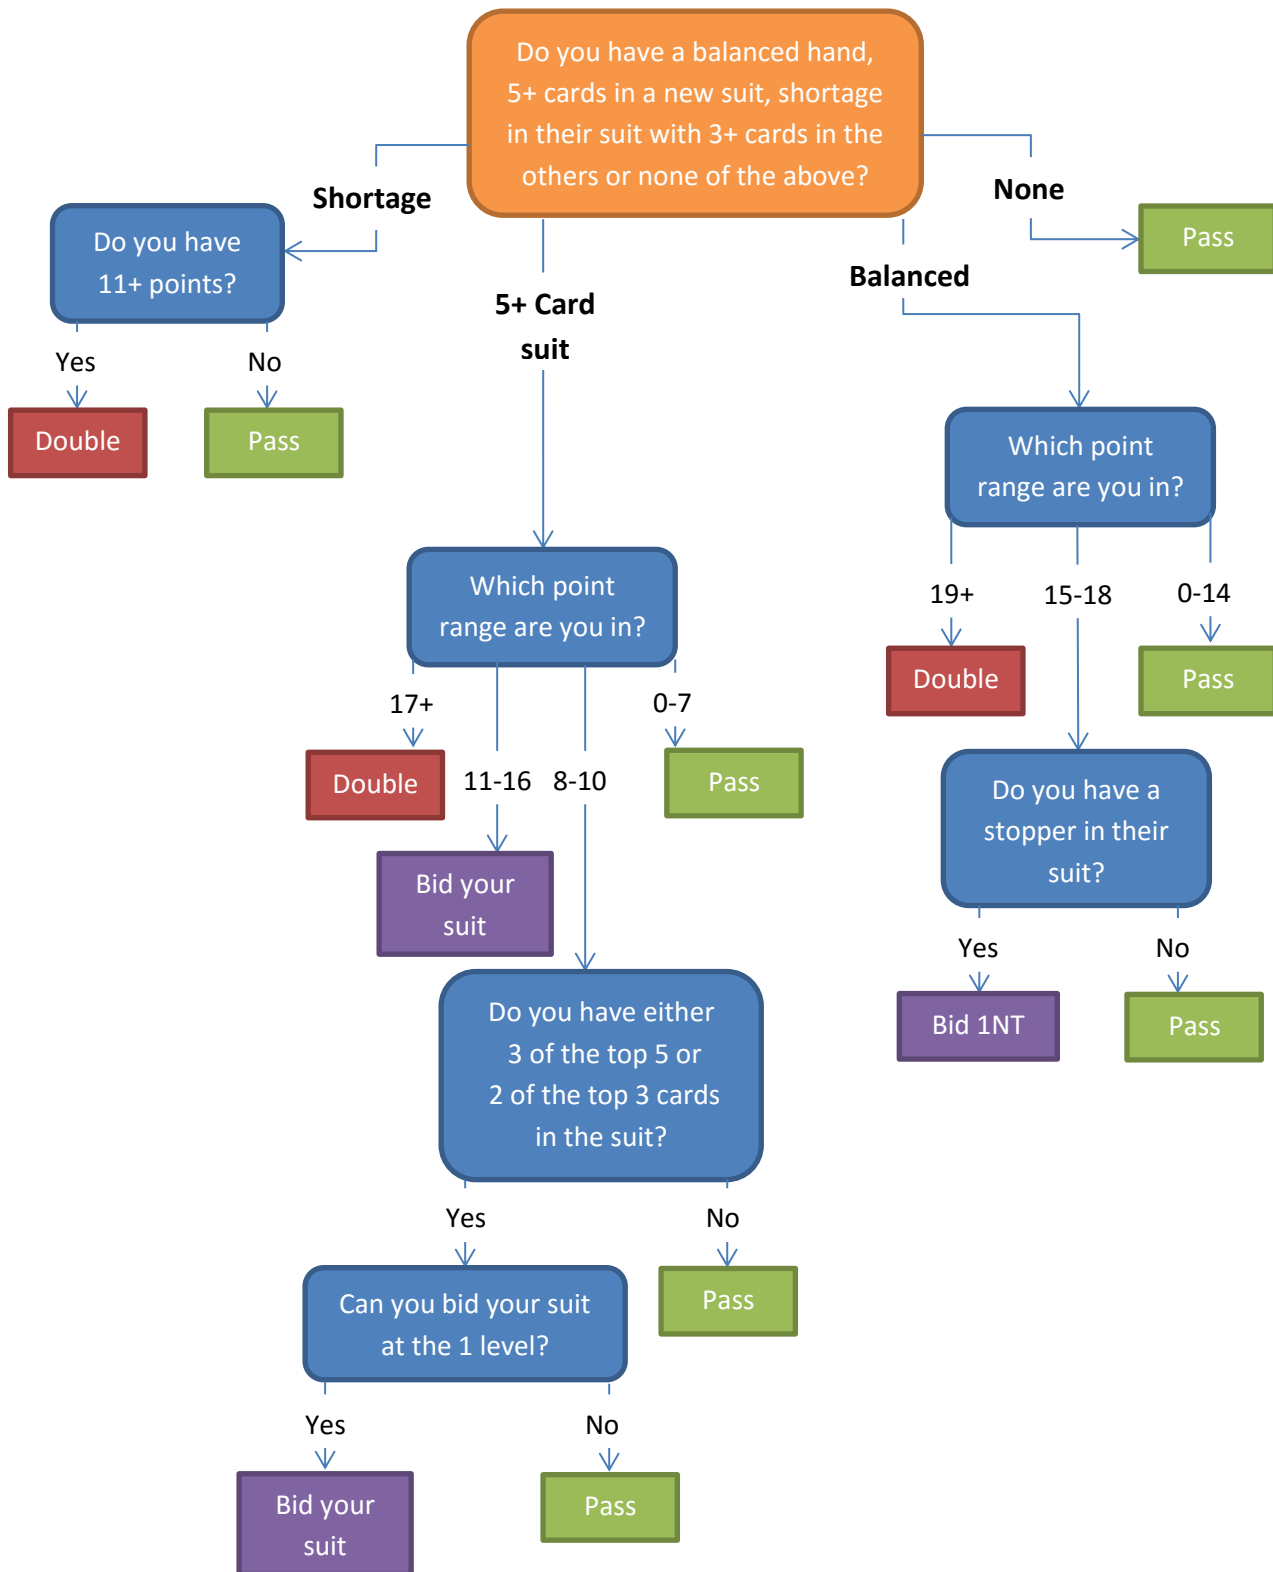 Do you have a balanced hand,
5+ cards in a new suit, shortage
in their suit with 3+ cards in the
others or none of the above?
Shortage
None
Do you have
11+ points?
Pass
Balanced
5+ Card
suit
Yes
No
Double
Pass
Which point
range are you in?
Which point
range are you in?
19+
15-18
0-14
Double
Pass
17+
0-7
Double
11-16
8-10
Pass
Do you have a
stopper in their
suit?
Bid your
suit
Yes
No
Bid 1NT
Pass
Do you have either
3 of the top 5 or
2 of the top 3 cards
in the suit?
Yes
No
Pass
Can you bid your suit
at the 1 level?
Yes
No
Bid your
suit
Pass